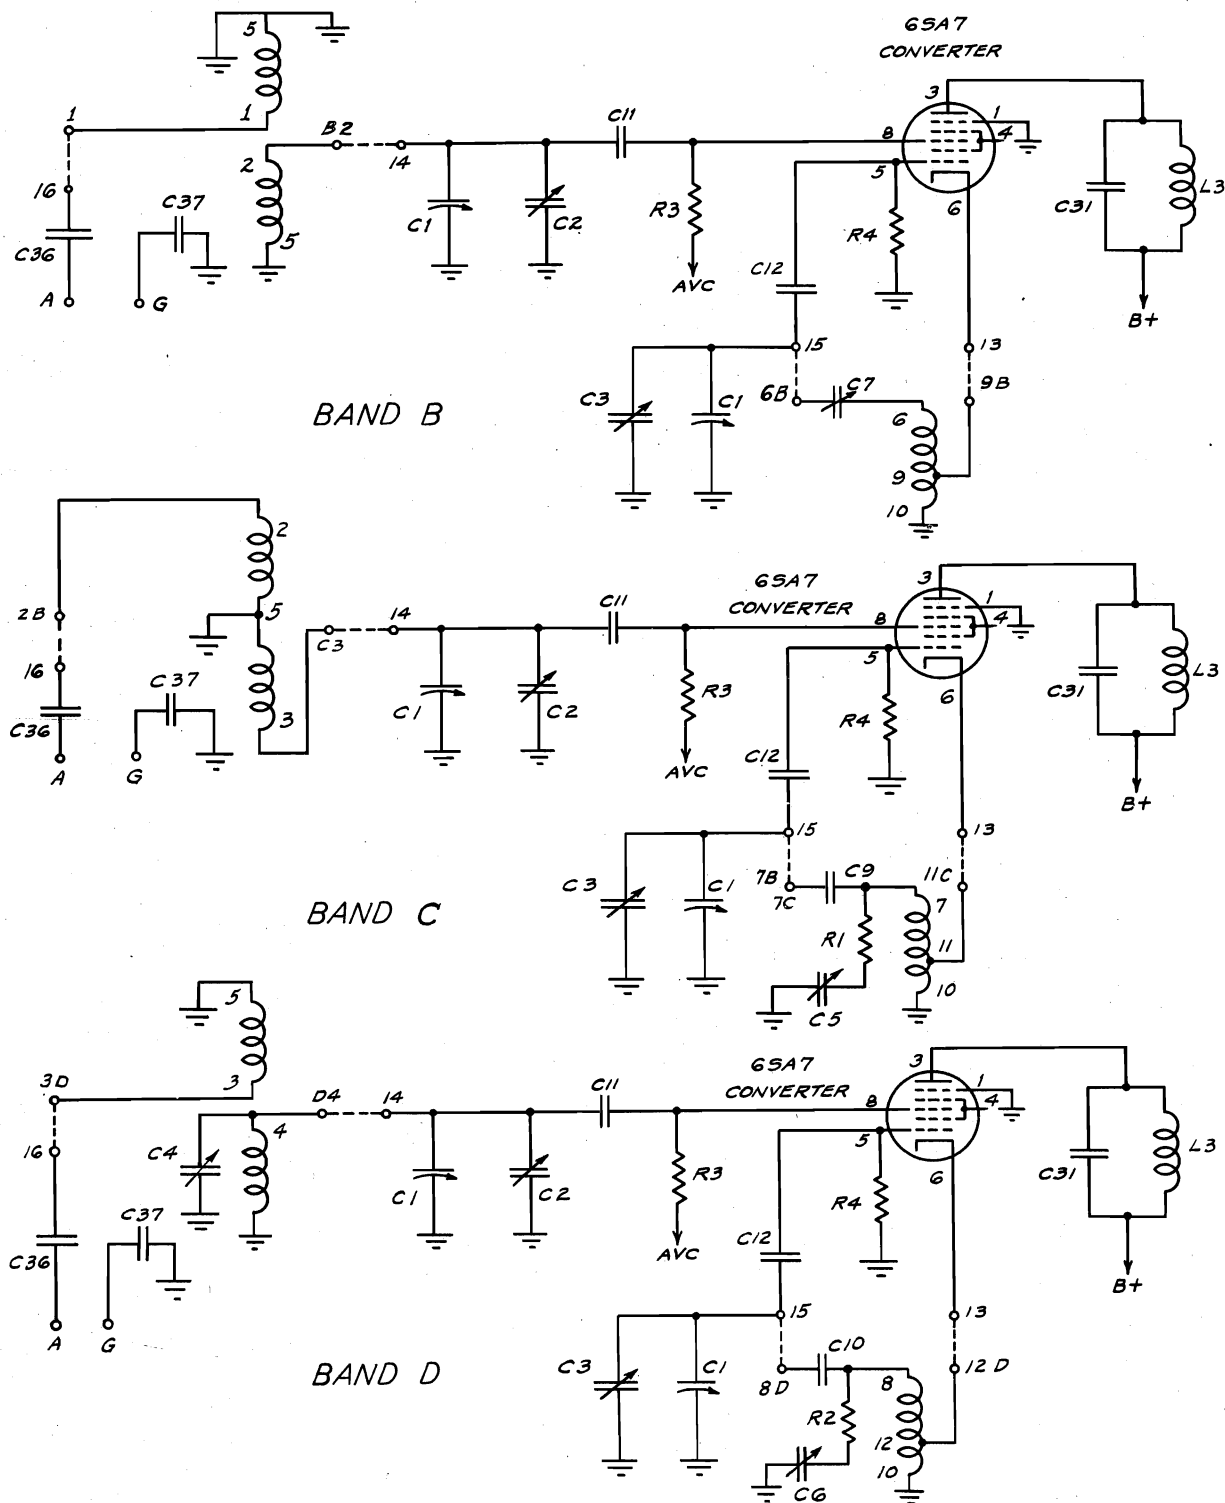 6SA7
CONVERTER
5
3
1
C11
1
1
B2
8
4
2
14
5
16
C37
R3
6
L3
C1
C2
R4
C31
C36
5
C12
A
G
AVC
B+
15
13
C3
C1
6B
C7
9B
BAND B
6
9
10
2
6SA7
CONVERTER
3
C11
1
2B
5
C3
14
8
4
5
16
C37
R3
6
L3
3
C1
C2
R4
C31
C36
C12
A
G
AVC
B+
15
13
C3
C1
7B
7C
C9
11C
7
BAND C
R1
11
10
C5
5
6SA7
CONVERTER
3
3D
3
C11
1
D4
14
8
4
4
5
16
C4
R3
6
L3
C1
C2
R4
C31
C37
C36
C12
AVC
A
G
B+
15
13
C10
C3
C1
8D
12D
BAND D
8
R2
12
10
C6